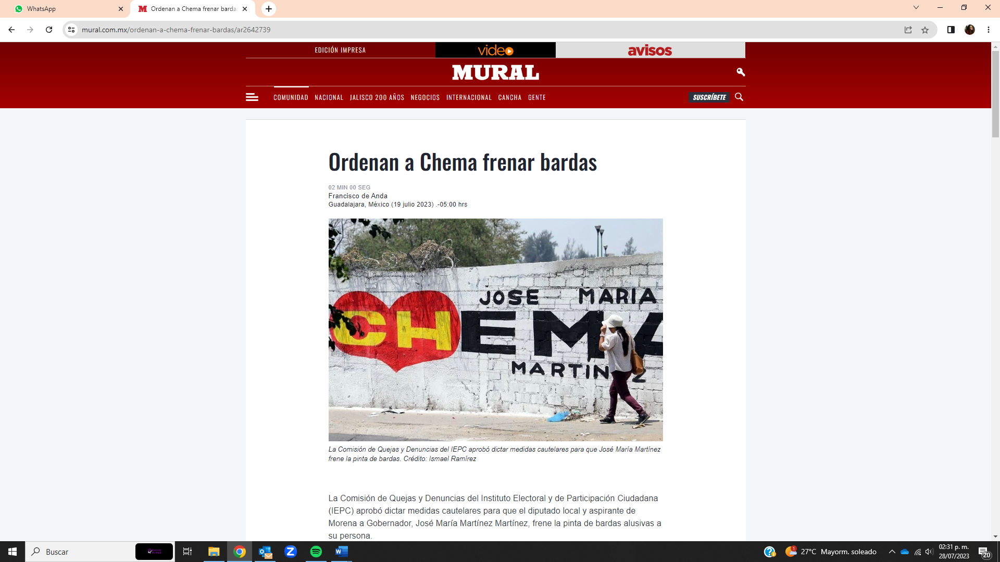 WhatsApp
Ordenan a Chema frenar bardas
mural.com.mx/ordenan-a-chema-frenar-bardas/ar2642739
EDICIÓN IMPRESA
video
avisos
MURAL
COMUNIDAD NACIONAL JALISCO 200 AÑOS NEGOCIOS INTERNACIONAL CANCHA GENTE
SUSCRÍBETE
Ordenan a Chema frenar bardas
02 MIN 00 SEG
Francisco de Anda
Guadalajara, México (19 julio 2023) .-05:00 hrs
JOSE MARIA
CHEMA
MARTINEZ
La Comisión de Quejas y Denuncias del IEPC aprobó dictar medidas cautelares para que José María Martínez
frene la pinta de bardas. Crédito: Ismael Ramírez
La Comisión de Quejas y Denuncias del Instituto Electoral y de Participación Ciudadana
(IEPC) aprobó dictar medidas cautelares para que el diputado local y aspirante de
Morena a Gobernador, José María Martínez Martínez, frene la pinta de bardas alusivas a
su persona.
Buscar
27°C Mayorm. soleado
02:31 p. m.
28/07/2023
20